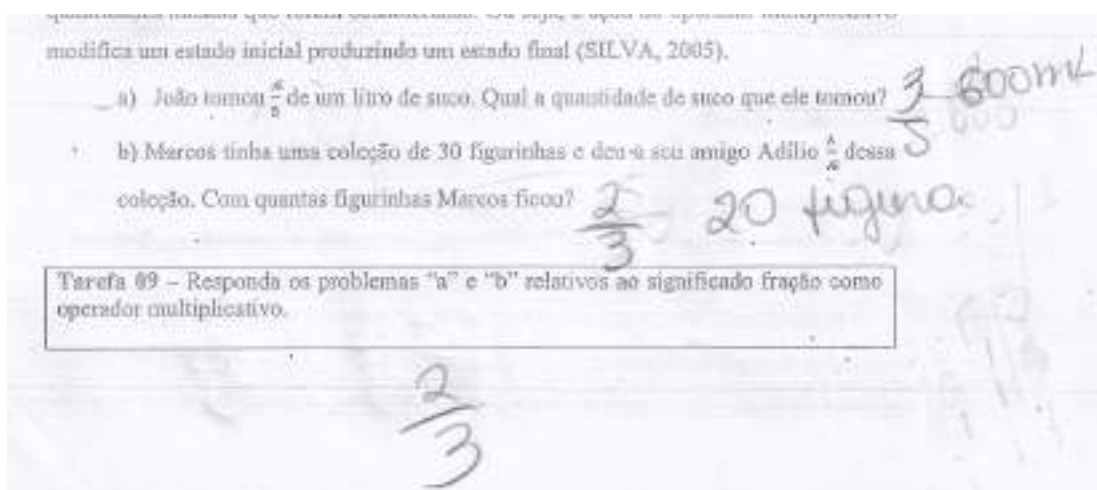 modifica um estado inicial produzindo um estado final (SILVA, 2005).
a) João tomou de um litro de suco. Qual a quantidade de suco que ele tomou? 3/5 600ml
b) Marcos tinha uma coleção de 30 figurinhas e deu a seu amigo Adílio dessa
coleção. Com quantas figurinhas Marcos ficou? 2/3 20 figuras
Tarefa 09 – Responda os problemas "a" e "b" relativos ao significado fração como
operador multiplicativo.
2/3